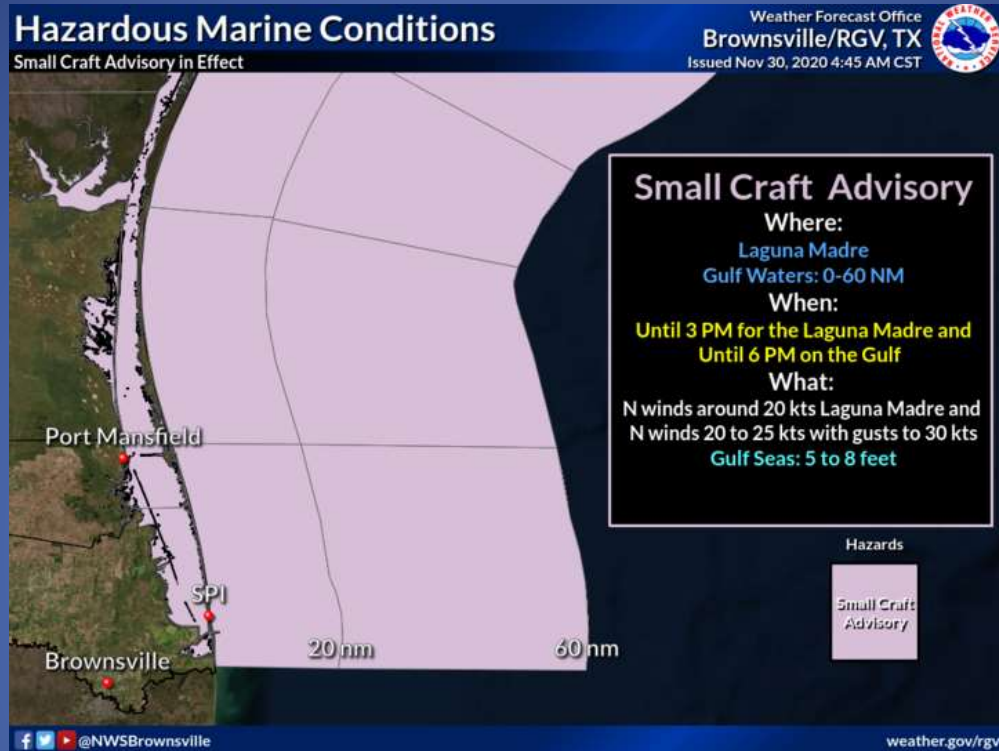 Hazardous Marine Conditions
Small Craft Advisory in Effect
Weather Forecast Office
Brownsville/RGV, TX
Issued Nov 30, 2020 4:45 AM CST
NATIONAL WEATHER SERVICE
Small Craft Advisory
Where:
Laguna Madre
Gulf Waters: 0-60 NM
When:
Until 3 PM for the Laguna Madre and
Until 6 PM on the Gulf
What:
N winds around 20 kts Laguna Madre and
N winds 20 to 25 kts with gusts to 30 kts
Gulf Seas: 5 to 8 feet
Port Mansfield
SPI
Brownsville
20 nm
60 nm
Hazards
Small Craft
Advisory
@NWSBrownsville
weather.gov/rgv